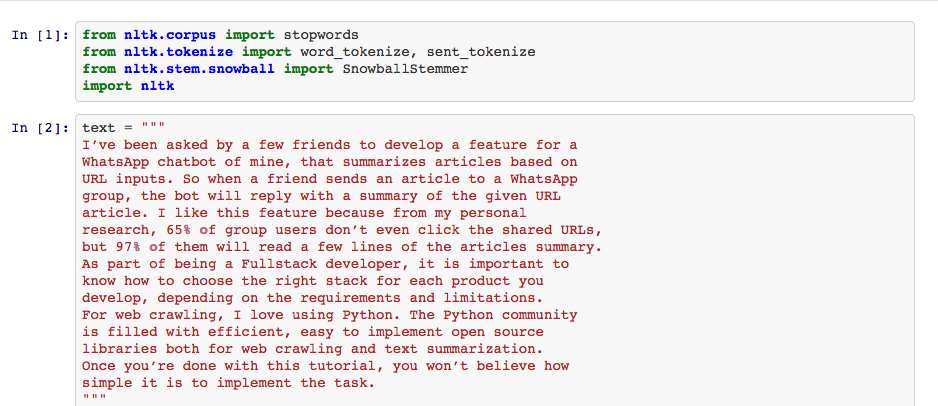 In [1]: from nltk.corpus import stopwords
from nltk.tokenize import word_tokenize, sent_tokenize
from nltk.stem.snowball import SnowballStemmer
import nltk
In [2]: text = """
I’ve been asked by a few friends to develop a feature for a
WhatsApp chatbot of mine, that summarizes articles based on
URL inputs. So when a friend sends an article to a WhatsApp
group, the bot will reply with a summary of the given URL
article. I like this feature because from my personal
research, 65% of group users don’t even click the shared URLs,
but 97% of them will read a few lines of the articles summary.
As part of being a Fullstack developer, it is important to
know how to choose the right stack for each product you
develop, depending on the requirements and limitations.
For web crawling, I love using Python. The Python community
is filled with efficient, easy to implement open source
libraries both for web crawling and text summarization.
Once you’re done with this tutorial, you won’t believe how
simple it is to implement the task.
"""